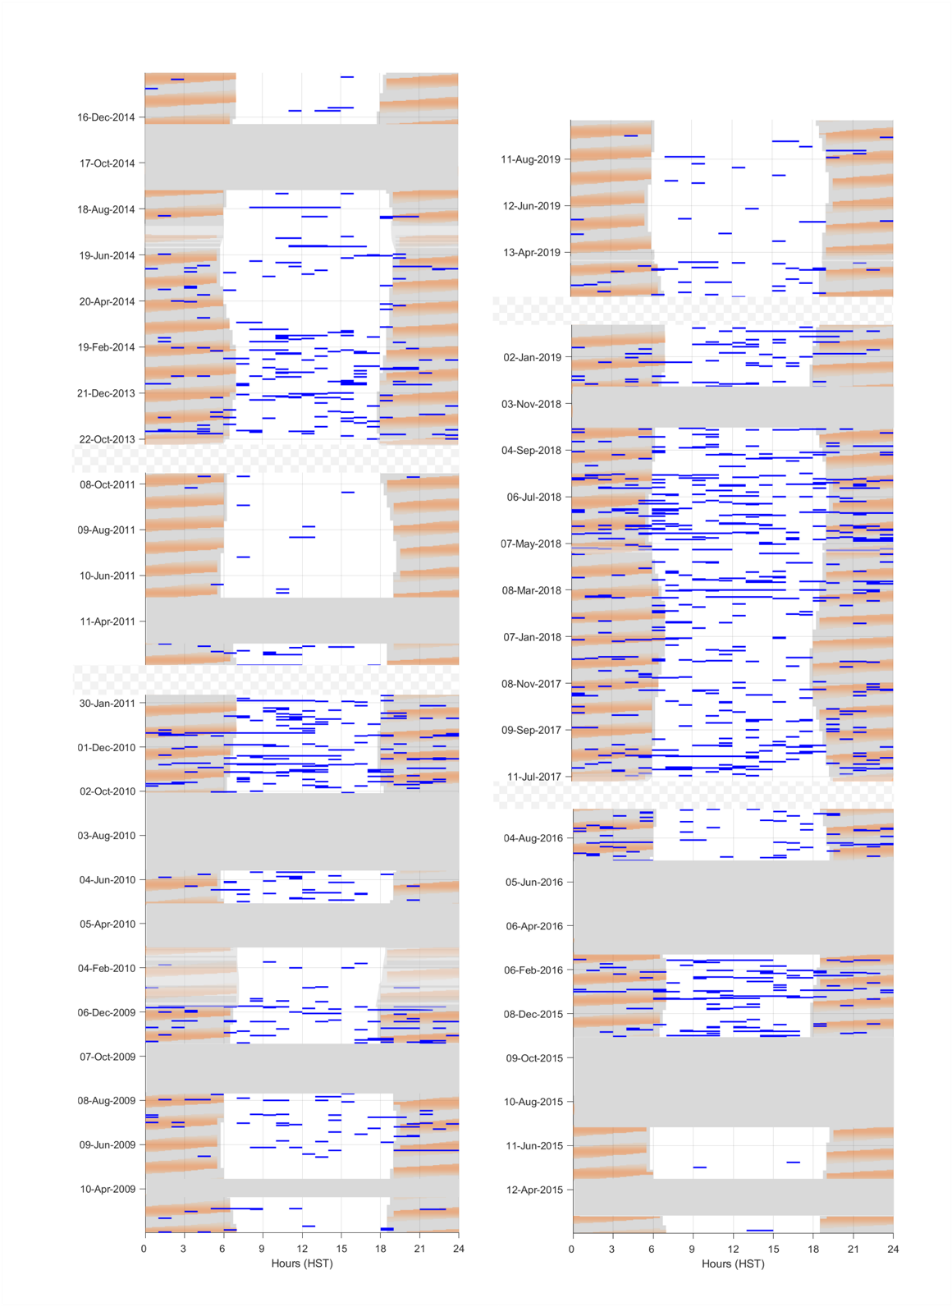 16-Dec-2014
17-Oct-2014
18-Aug-2014
19-Jun-2014
20-Apr-2014
19-Feb-2014
21-Dec-2013
22-Oct-2013
08-Oct-2011
09-Aug-2011
10-Jun-2011
11-Apr-2011
30-Jan-2011
01-Dec-2010
02-Oct-2010
03-Aug-2010
04-Jun-2010
05-Apr-2010
04-Feb-2010
06-Dec-2009
07-Oct-2009
08-Aug-2009
09-Jun-2009
10-Apr-2009
0 3 6 9 12 15 18 21 24
Hours (HST)
11-Aug-2019
12-Jun-2019
13-Apr-2019
02-Jan-2019
03-Nov-2018
04-Sep-2018
06-Jul-2018
07-May-2018
08-Mar-2018
07-Jan-2018
08-Nov-2017
09-Sep-2017
11-Jul-2017
04-Aug-2016
05-Jun-2016
06-Apr-2016
06-Feb-2016
08-Dec-2015
09-Oct-2015
10-Aug-2015
11-Jun-2015
12-Apr-2015
0 3 6 9 12 15 18 21 24
Hours (HST)